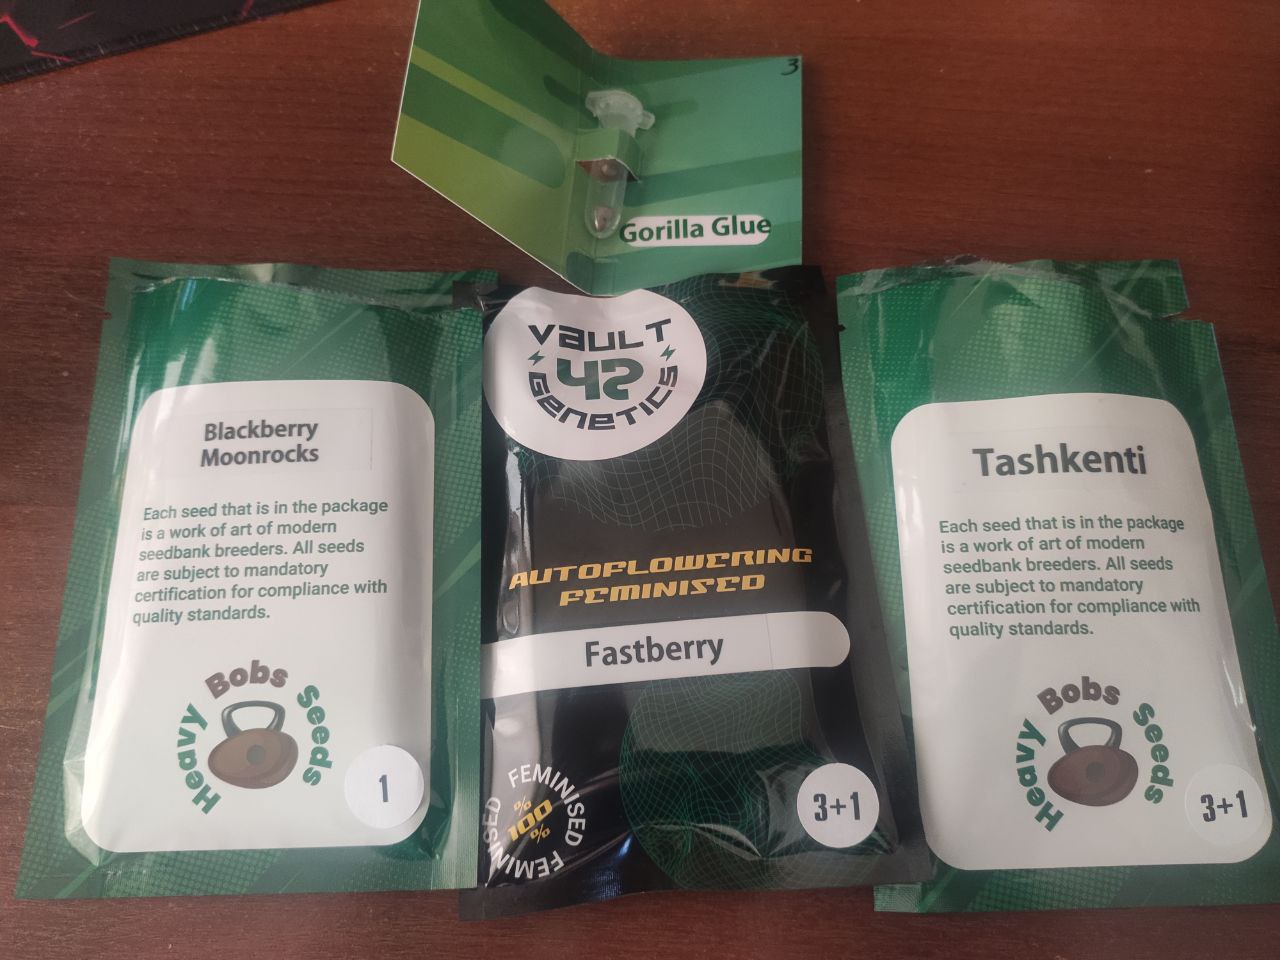 3
Gorilla Glue
Blackberry
Moonrocks
Each seed that is in the package
is a work of art of modern
seedbank breeders. All seeds
are subject to mandatory
certification for compliance with
quality standards.
Heavy Bobs Seeds
1
VAULT
42
GENETICS
AUTOFLOWERING
FEMINISED
Fastberry
FEMINISED FEMINISED
%100%
3+1
Tashkenti
Each seed that is in the package
is a work of art of modern
seedbank breeders. All seeds
are subject to mandatory
certification for compliance with
quality standards.
Heavy Bobs Seeds
3+1